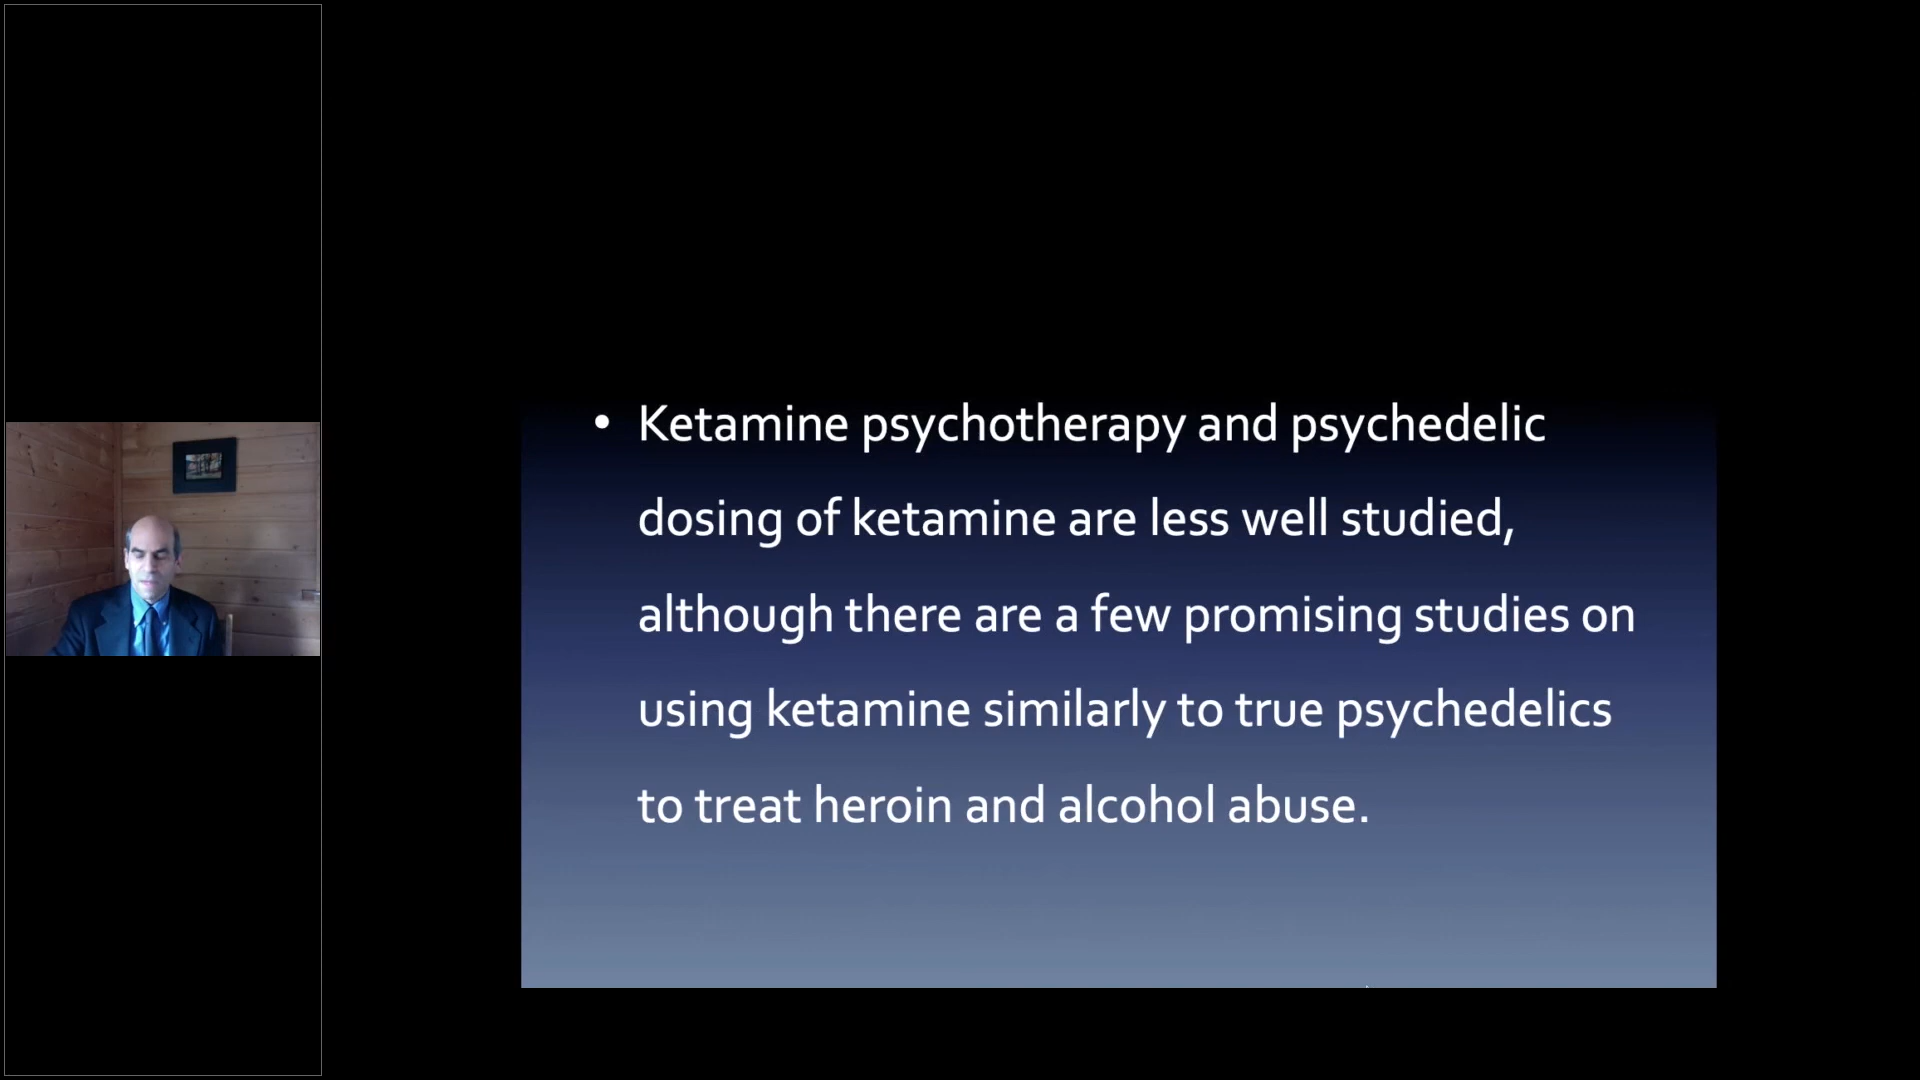 • Ketamine psychotherapy and psychedelic
dosing of ketamine are less well studied,
although there are a few promising studies on
using ketamine similarly to true psychedelics
to treat heroin and alcohol abuse.